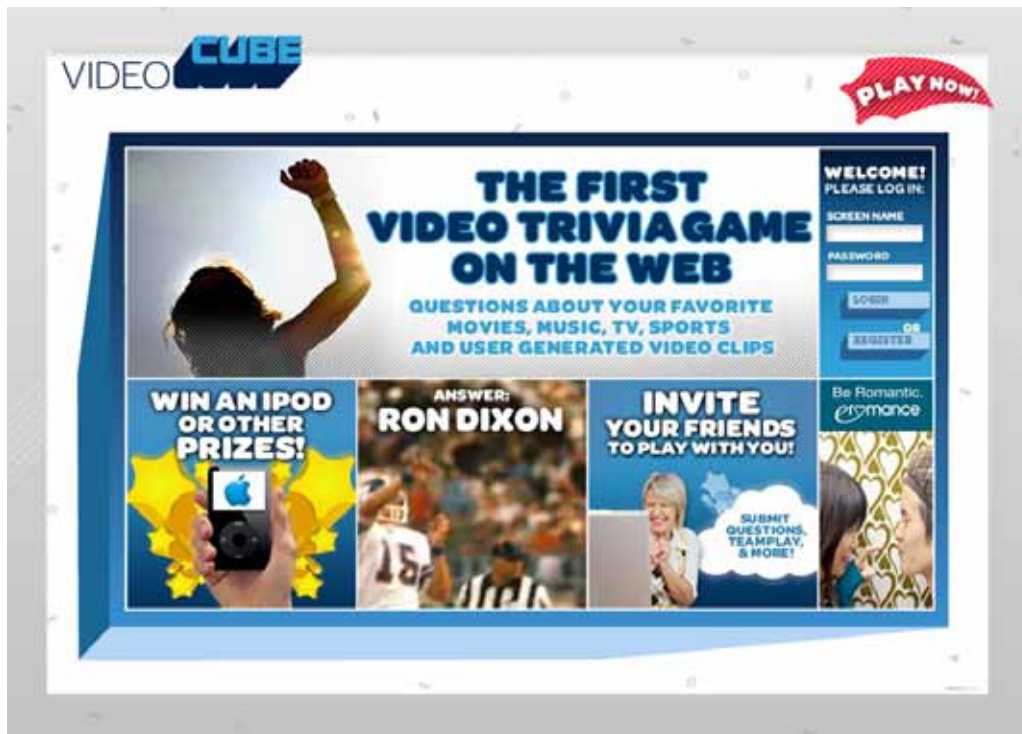 VIDEO CUBE
PLAY NOW!
THE FIRST
VIDEO TRIVIA GAME
ON THE WEB
QUESTIONS ABOUT YOUR FAVORITE
MOVIES, MUSIC, TV, SPORTS
AND USER GENERATED VIDEO CLIPS
WELCOME!
PLEASE LOG IN:
SCREEN NAME
PASSWORD
LOGIN
OR
REGISTER
WIN AN IPOD
OR OTHER
PRIZES!
ANSWER:
RON DIXON
15
INVITE
YOUR FRIENDS
TO PLAY WITH YOU!
SUBMIT
QUESTIONS,
TEAMPLAY,
& MORE!
Be Romantic.
eromance